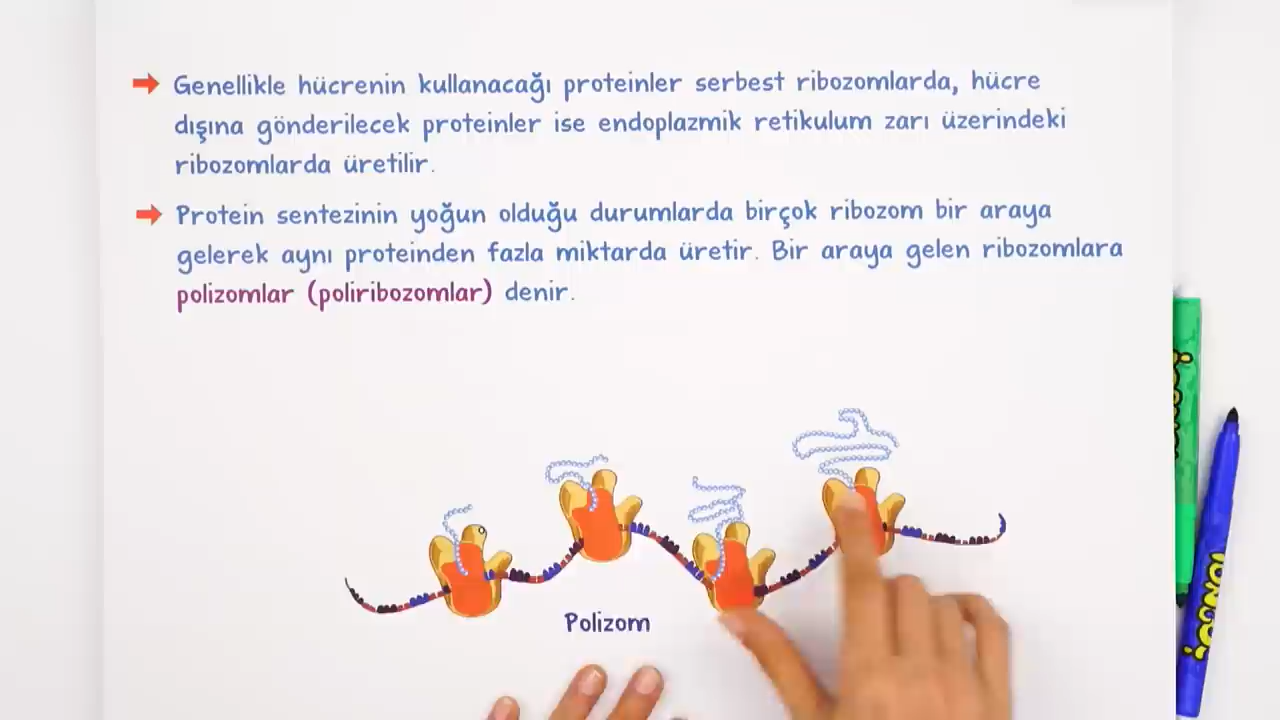 Genellikle hücrenin kullanacağı proteinler serbest ribozomlarda, hücre
dışına gönderilecek proteinler ise endoplazmik retikulum zarı üzerindeki
ribozomlarda üretilir.
Protein sentezinin yoğun olduğu durumlarda birçok ribozom bir araya
gelerek aynı proteinden fazla miktarda üretir. Bir araya gelen ribozomlara
polizomlar (poliribozomlar) denir.
Polizom